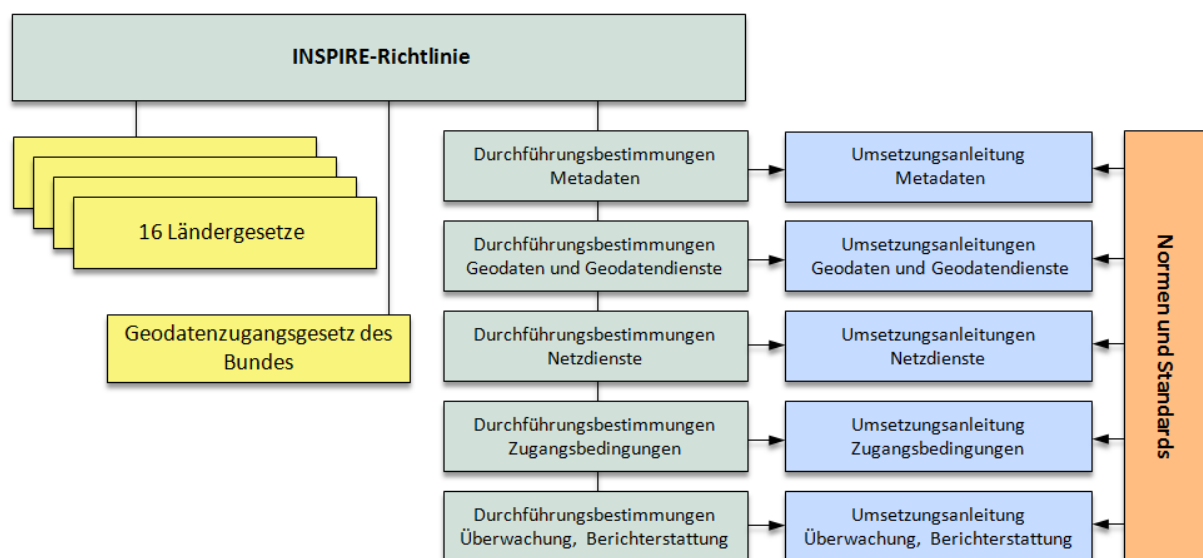 INSPIRE-Richtlinie
16 Ländergesetze
Geodatenzugangsgesetz des
Bundes
Durchführungsbestimmungen
Metadaten
Umsetzungsanleitung
Metadaten
Durchführungsbestimmungen
Geodaten und Geodatendienste
Umsetzungsanleitungen
Geodaten und Geodatendienste
Durchführungsbestimmungen
Netzdienste
Umsetzungsanleitungen
Netzdienste
Durchführungsbestimmungen
Zugangsbedingungen
Umsetzungsanleitung
Zugangsbedingungen
Durchführungsbestimmungen
Überwachung, Berichterstattung
Umsetzungsanleitung
Überwachung, Berichterstattung
Normen und Standards